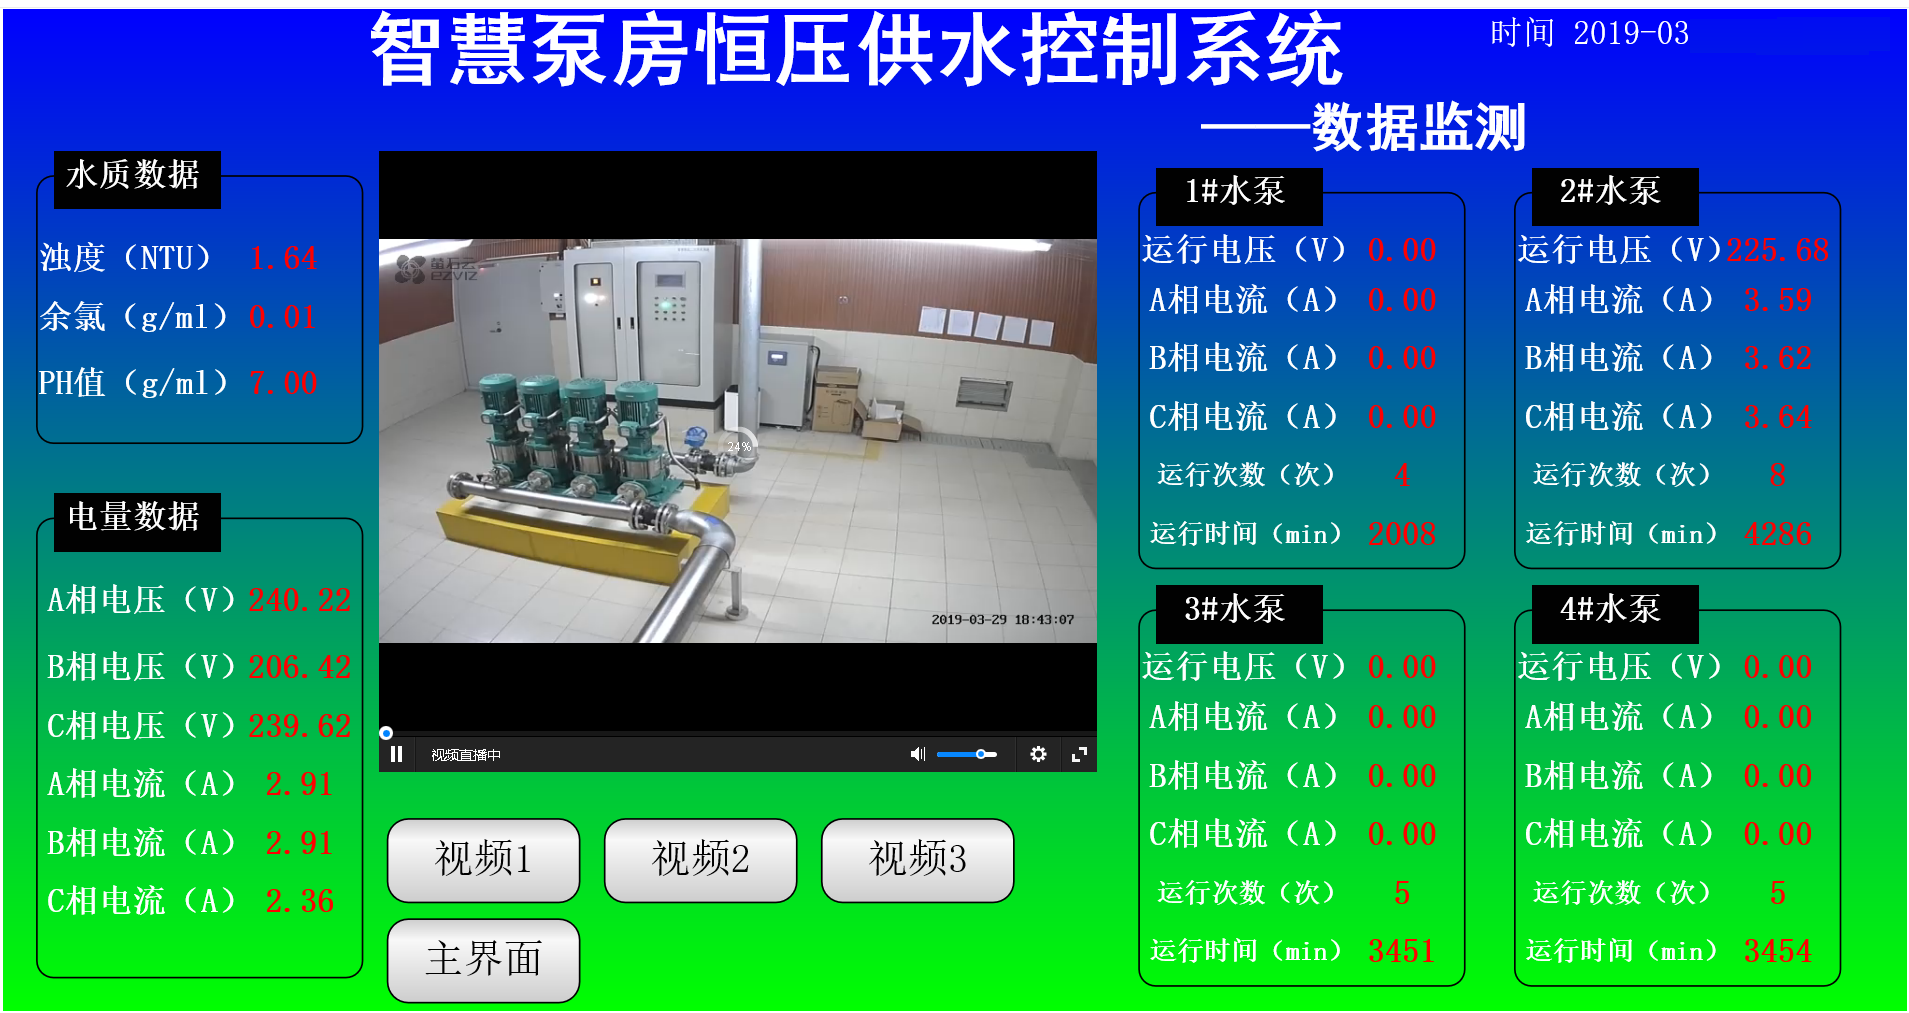 智慧泵房恒压供水控制系统
时间 2019-03
——数据监测
水质数据
浊度（NTU） 1.64
余氯（g/ml） 0.01
PH值（g/ml） 7.00
电量数据
A相电压（V） 240.22
B相电压（V） 206.42
C相电压（V） 239.62
A相电流（A） 2.91
B相电流（A） 2.91
C相电流（A） 2.36
萤石云
EZVIZ
24%
2019-03-29 18:43:07
视频直播中
视频1
视频2
视频3
主界面
1#水泵
运行电压（V） 0.00
A相电流（A） 0.00
B相电流（A） 0.00
C相电流（A） 0.00
运行次数（次） 4
运行时间（min） 2008
2#水泵
运行电压（V） 225.68
A相电流（A） 3.59
B相电流（A） 3.62
C相电流（A） 3.64
运行次数（次） 8
运行时间（min） 4286
3#水泵
运行电压（V） 0.00
A相电流（A） 0.00
B相电流（A） 0.00
C相电流（A） 0.00
运行次数（次） 5
运行时间（min） 3451
4#水泵
运行电压（V） 0.00
A相电流（A） 0.00
B相电流（A） 0.00
C相电流（A） 0.00
运行次数（次） 5
运行时间（min） 3454